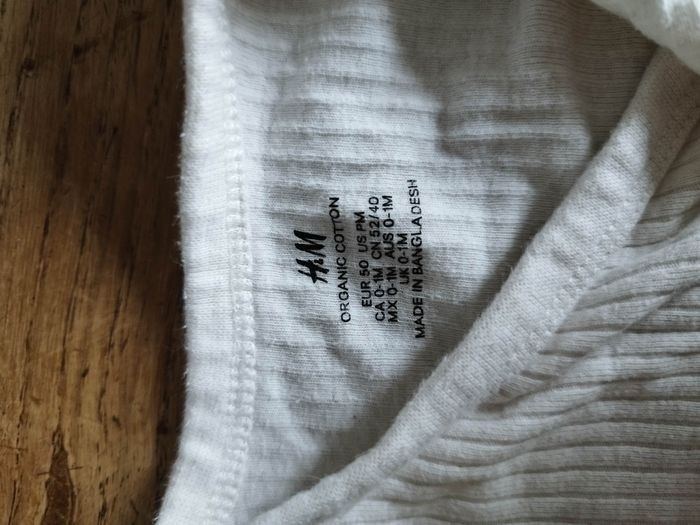 H&M
ORGANIC COTTON
EUR 50 US PM
CA 0-1M CN 52/40
MX 0-1M AUS 0-1M
UK 0-1M
MADE IN BANGLADESH